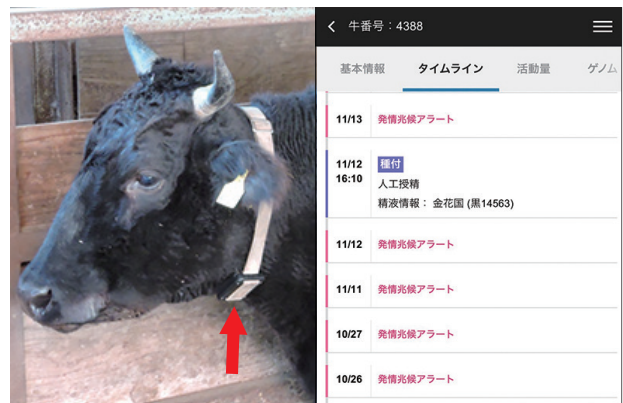 牛番号：4388
基本情報
タイムライン
活動量
ゲノム
11/13 発情兆候アラート
11/12 種付
16:10 人工授精
精液情報： 金花国 (黒14563)
11/12 発情兆候アラート
11/11 発情兆候アラート
10/27 発情兆候アラート
10/26 発情兆候アラート